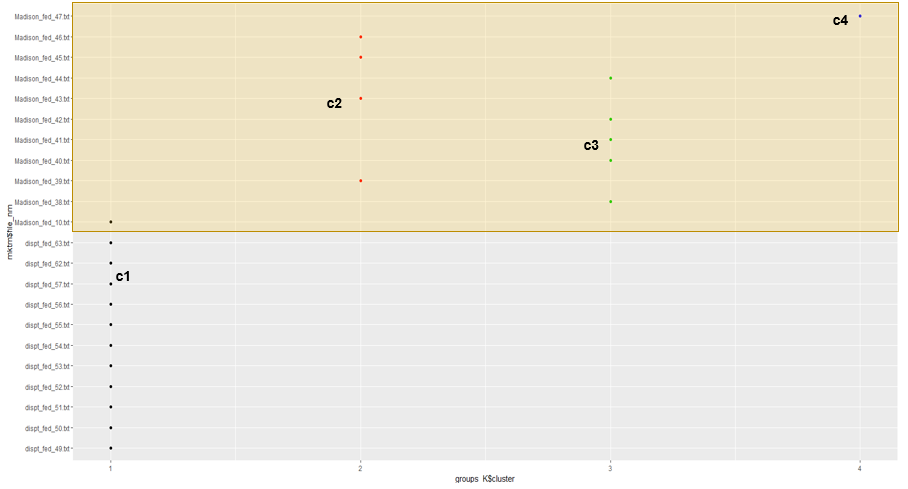 Madison_fed_47.txt
c4
Madison_fed_46.txt
Madison_fed_45.txt
Madison_fed_44.txt
Madison_fed_43.txt
c2
Madison_fed_42.txt
Madison_fed_41.txt
c3
Madison_fed_40.txt
Madison_fed_39.txt
Madison_fed_38.txt
Madison_fed_10.txt
mktrn$file_nm
dispt_fed_63.txt
dispt_fed_62.txt
c1
dispt_fed_57.txt
dispt_fed_56.txt
dispt_fed_55.txt
dispt_fed_54.txt
dispt_fed_53.txt
dispt_fed_52.txt
dispt_fed_51.txt
dispt_fed_50.txt
dispt_fed_49.txt
1 2 3 4
groups_K$cluster